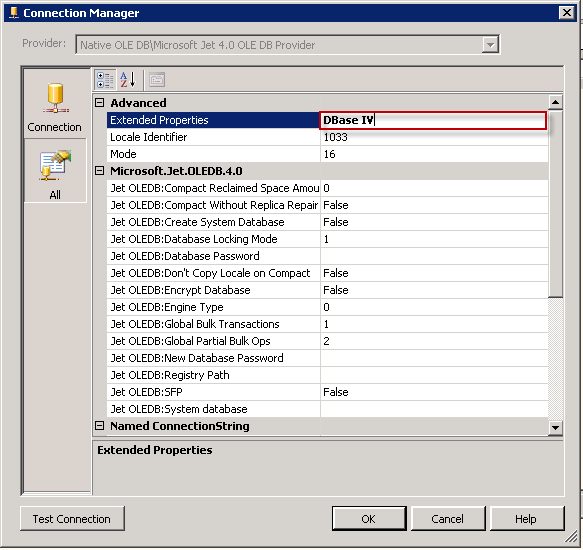 Connection Manager
Provider: Native OLE DB\Microsoft Jet 4.0 OLE DB Provider
Connection
All
Advanced
Extended Properties DBase IV
Locale Identifier 1033
Mode 16
Microsoft.Jet.OLEDB.4.0
Jet OLEDB:Compact Reclaimed Space Amou 0
Jet OLEDB:Compact Without Replica Repair False
Jet OLEDB:Create System Database False
Jet OLEDB:Database Locking Mode 1
Jet OLEDB:Database Password
Jet OLEDB:Don't Copy Locale on Compact False
Jet OLEDB:Encrypt Database False
Jet OLEDB:Engine Type 0
Jet OLEDB:Global Bulk Transactions 1
Jet OLEDB:Global Partial Bulk Ops 2
Jet OLEDB:New Database Password
Jet OLEDB:Registry Path
Jet OLEDB:SFP False
Jet OLEDB:System database
Named ConnectionString
Extended Properties
Test Connection OK Cancel Help